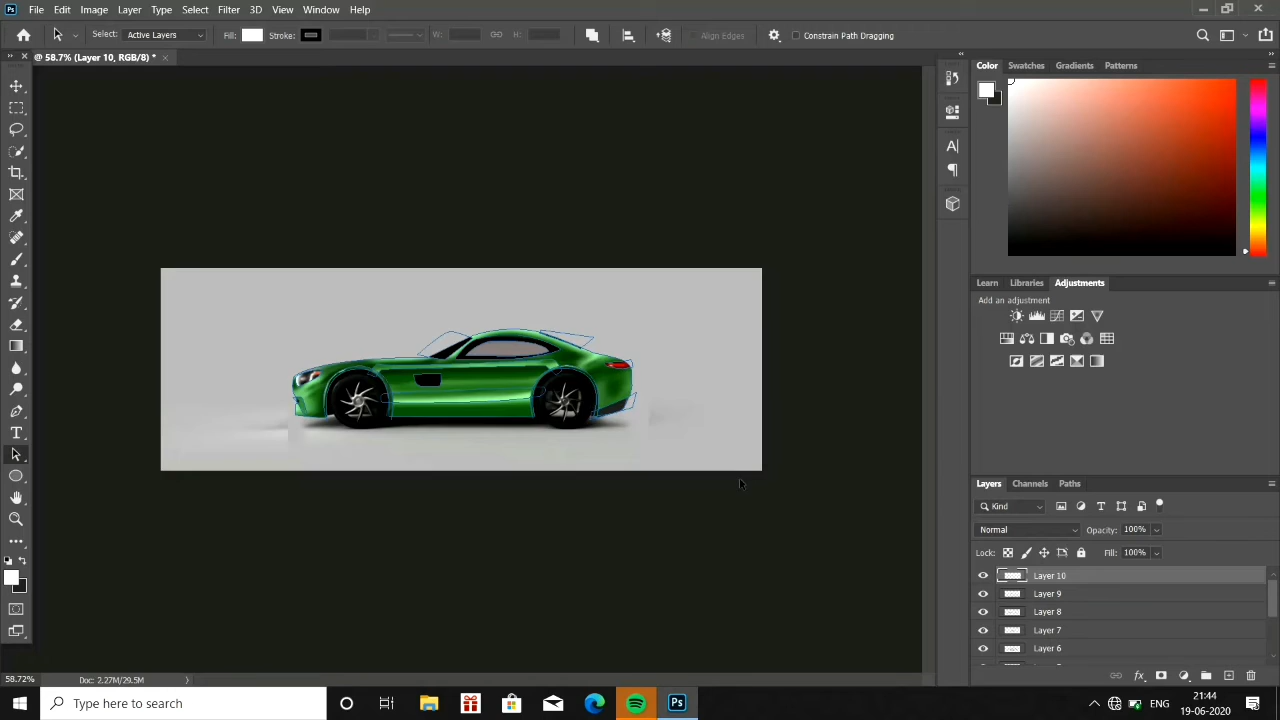 Ps File Edit Image Layer Type Select Filter 3D View Window Help
Select: Active Layers Fill: Stroke: W: H: Align Edges Constrain Path Dragging
@ 58.7% (Layer 10, RGB/8) *
Color Swatches Gradients Patterns
Learn Libraries Adjustments
Add an adjustment
Layers Channels Paths
Kind
Normal Opacity: 100%
Lock: Fill: 100%
Layer 10
Layer 9
Layer 8
Layer 7
Layer 6
58.72% Doc: 2.27M/29.5M
Type here to search Ps ENG 21:44
19-06-2020